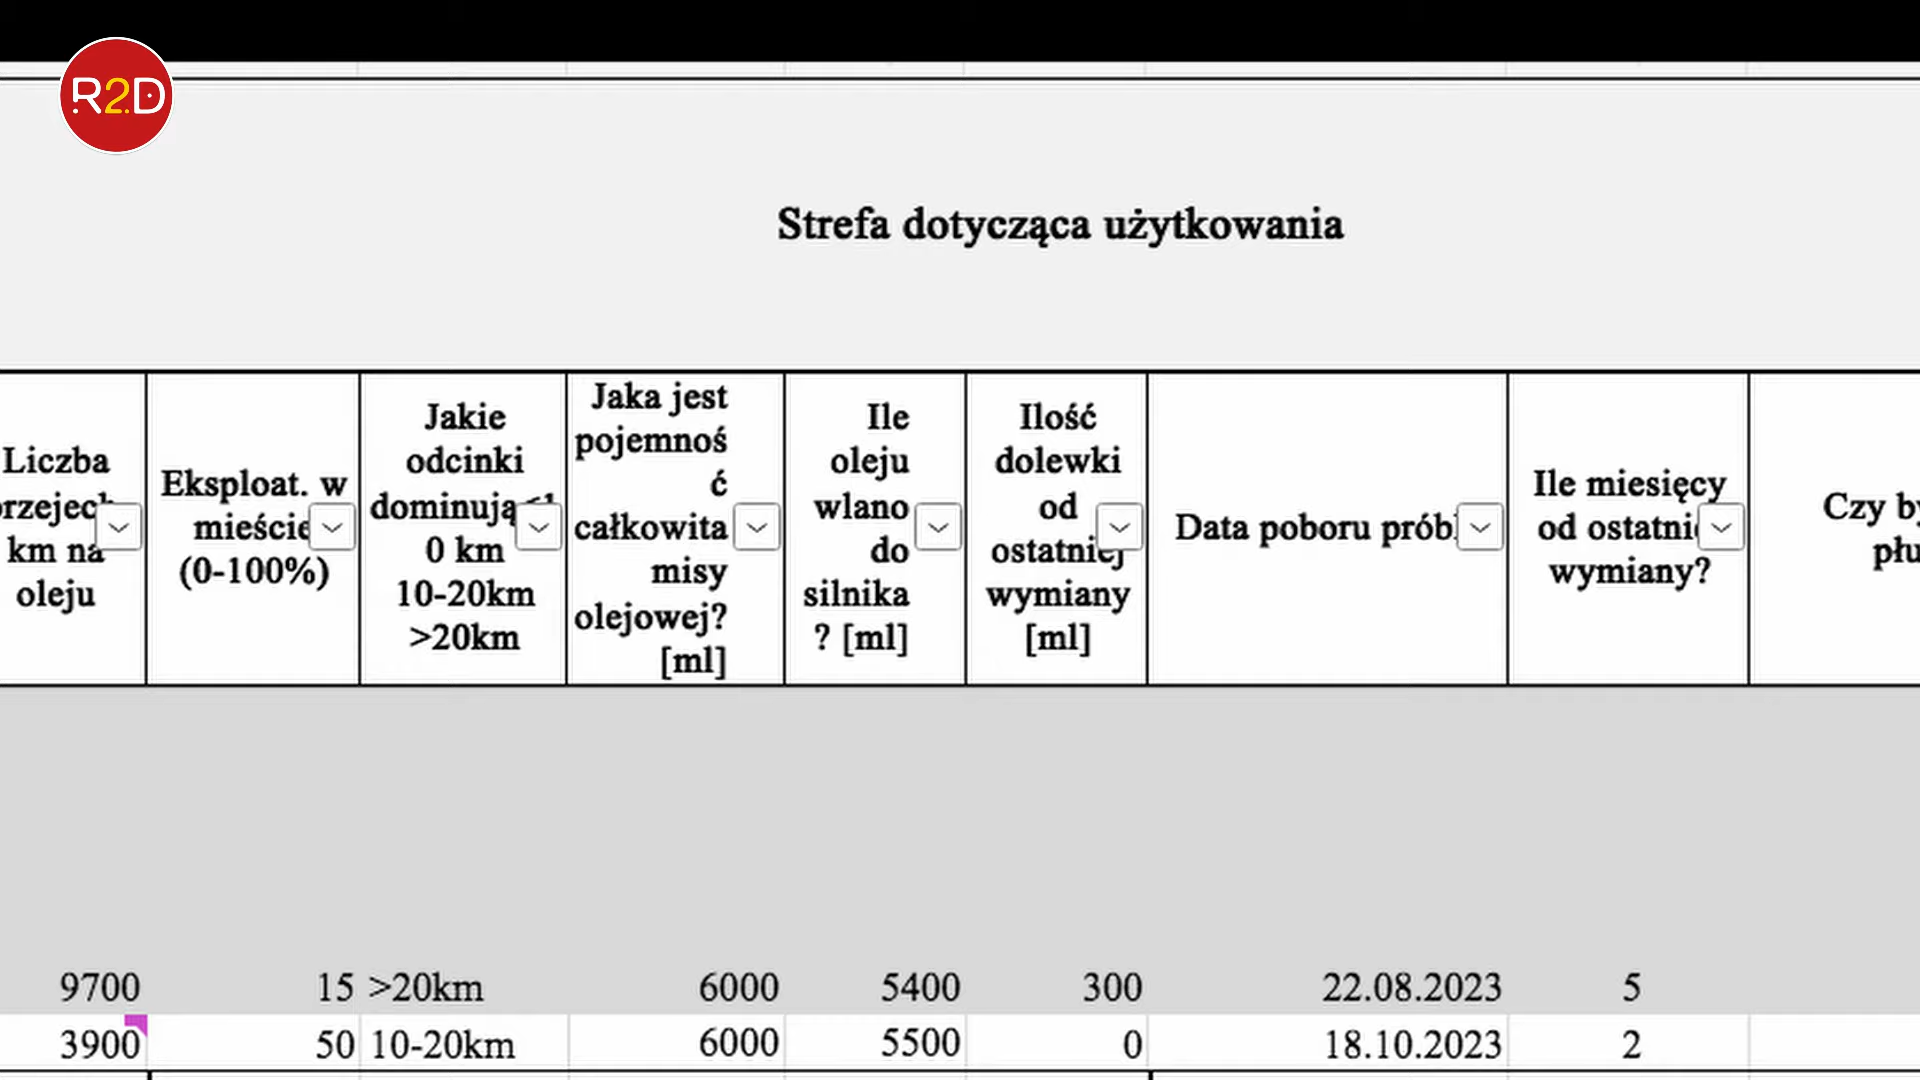 R2D
Strefa dotycząca użytkowania
Liczba
km na
oleju
Eksploat. w
mieście
(0-100%)
Jakie
odcinki
0 km
10-20km
>20km
Jaka jest
pojemnoś
ć
całkowita
misy
olejowej?
[ml]
Ile
oleju
wlano
do
silnika
? [ml]
Ilość
dolewki
od
ostatniej
wymiany
[ml]
Data poboru
Ile miesięcy
od
wymiany?
Czy
9700 15 >20km 6000 5400 300 22.08.2023 5
3900 50 10-20km 6000 5500 0 18.10.2023 2